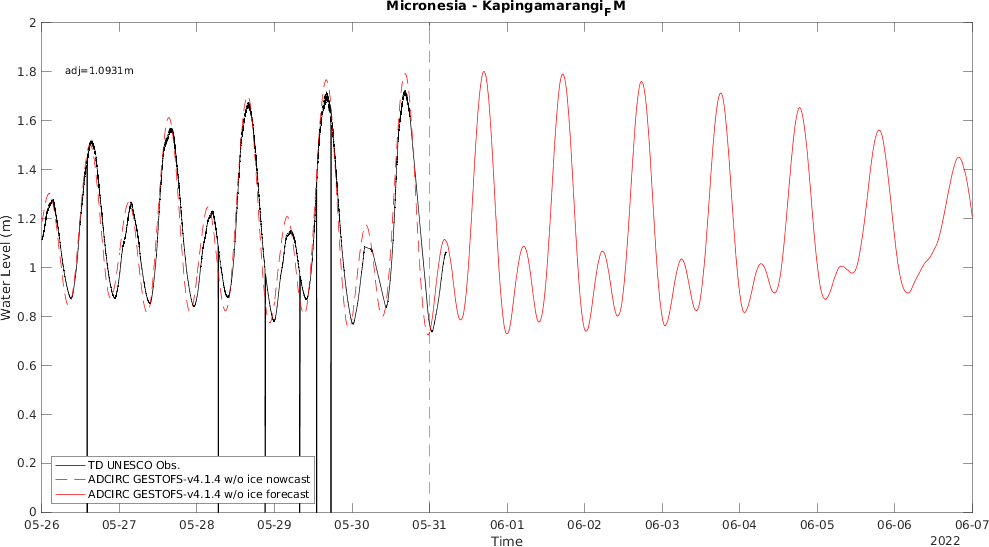 Micronesia - KapingamarangiFM
2
1.8
adj=1.0931m
1.6
1.4
1.2
1
0.8
0.6
0.4
0.2
0
Water Level (m)
TD UNESCO Obs.
ADCIRC GESTOFS-v4.1.4 w/o ice nowcast
ADCIRC GESTOFS-v4.1.4 w/o ice forecast
05-26 05-27 05-28 05-29 05-30 05-31 06-01 06-02 06-03 06-04 06-05 06-06 06-07
Time
2022